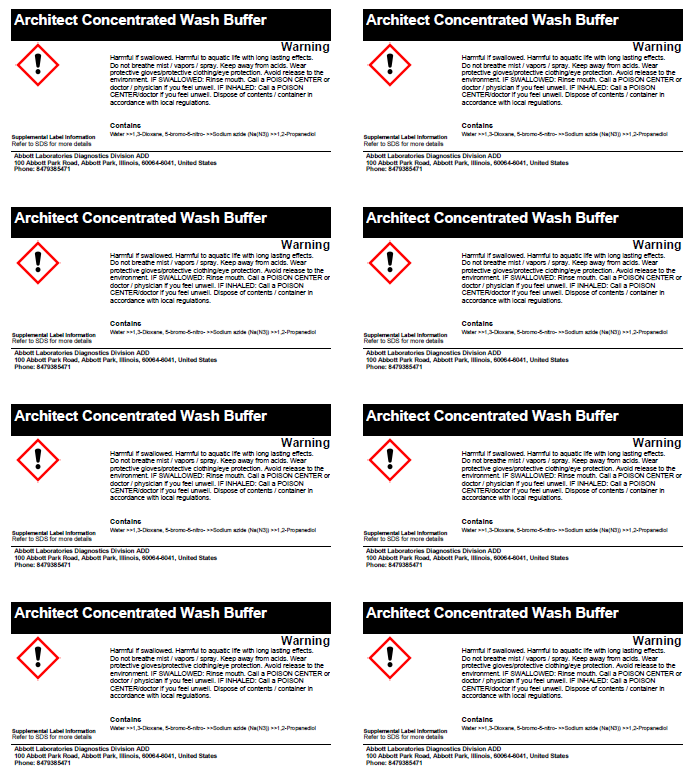 Architect Concentrated Wash Buffer
Warning
Harmful if swallowed. Harmful to aquatic life with long lasting effects.
Do not breathe mist / vapors / spray. Keep away from acids. Wear
protective gloves/protective clothing/eye protection. Avoid release to the
environment. IF SWALLOWED: Rinse mouth. Call a POISON CENTER or
doctor / physician if you feel unwell. IF INHALED: Call a POISON
CENTER/doctor if you feel unwell. Dispose of contents / container in
accordance with local regulations.
Contains
Water >>1,3-Dioxane, 5-bromo-5-nitro- >>Sodium azide (Na(N3)) >>1,2-Propanediol
Supplemental Label Information
Refer to SDS for more details
Abbott Laboratories Diagnostics Division ADD
100 Abbott Park Road, Abbott Park, Illinois, 60064-6041, United States
Phone: 8479385471
Architect Concentrated Wash Buffer
Warning
Harmful if swallowed. Harmful to aquatic life with long lasting effects.
Do not breathe mist / vapors / spray. Keep away from acids. Wear
protective gloves/protective clothing/eye protection. Avoid release to the
environment. IF SWALLOWED: Rinse mouth. Call a POISON CENTER or
doctor / physician if you feel unwell. IF INHALED: Call a POISON
CENTER/doctor if you feel unwell. Dispose of contents / container in
accordance with local regulations.
Contains
Water >>1,3-Dioxane, 5-bromo-5-nitro- >>Sodium azide (Na(N3)) >>1,2-Propanediol
Supplemental Label Information
Refer to SDS for more details
Abbott Laboratories Diagnostics Division ADD
100 Abbott Park Road, Abbott Park, Illinois, 60064-6041, United States
Phone: 8479385471
Architect Concentrated Wash Buffer
Warning
Harmful if swallowed. Harmful to aquatic life with long lasting effects.
Do not breathe mist / vapors / spray. Keep away from acids. Wear
protective gloves/protective clothing/eye protection. Avoid release to the
environment. IF SWALLOWED: Rinse mouth. Call a POISON CENTER or
doctor / physician if you feel unwell. IF INHALED: Call a POISON
CENTER/doctor if you feel unwell. Dispose of contents / container in
accordance with local regulations.
Contains
Water >>1,3-Dioxane, 5-bromo-5-nitro- >>Sodium azide (Na(N3)) >>1,2-Propanediol
Supplemental Label Information
Refer to SDS for more details
Abbott Laboratories Diagnostics Division ADD
100 Abbott Park Road, Abbott Park, Illinois, 60064-6041, United States
Phone: 8479385471
Architect Concentrated Wash Buffer
Warning
Harmful if swallowed. Harmful to aquatic life with long lasting effects.
Do not breathe mist / vapors / spray. Keep away from acids. Wear
protective gloves/protective clothing/eye protection. Avoid release to the
environment. IF SWALLOWED: Rinse mouth. Call a POISON CENTER or
doctor / physician if you feel unwell. IF INHALED: Call a POISON
CENTER/doctor if you feel unwell. Dispose of contents / container in
accordance with local regulations.
Contains
Water >>1,3-Dioxane, 5-bromo-5-nitro- >>Sodium azide (Na(N3)) >>1,2-Propanediol
Supplemental Label Information
Refer to SDS for more details
Abbott Laboratories Diagnostics Division ADD
100 Abbott Park Road, Abbott Park, Illinois, 60064-6041, United States
Phone: 8479385471
Architect Concentrated Wash Buffer
Warning
Harmful if swallowed. Harmful to aquatic life with long lasting effects.
Do not breathe mist / vapors / spray. Keep away from acids. Wear
protective gloves/protective clothing/eye protection. Avoid release to the
environment. IF SWALLOWED: Rinse mouth. Call a POISON CENTER or
doctor / physician if you feel unwell. IF INHALED: Call a POISON
CENTER/doctor if you feel unwell. Dispose of contents / container in
accordance with local regulations.
Contains
Water >>1,3-Dioxane, 5-bromo-5-nitro- >>Sodium azide (Na(N3)) >>1,2-Propanediol
Supplemental Label Information
Refer to SDS for more details
Abbott Laboratories Diagnostics Division ADD
100 Abbott Park Road, Abbott Park, Illinois, 60064-6041, United States
Phone: 8479385471
Architect Concentrated Wash Buffer
Warning
Harmful if swallowed. Harmful to aquatic life with long lasting effects.
Do not breathe mist / vapors / spray. Keep away from acids. Wear
protective gloves/protective clothing/eye protection. Avoid release to the
environment. IF SWALLOWED: Rinse mouth. Call a POISON CENTER or
doctor / physician if you feel unwell. IF INHALED: Call a POISON
CENTER/doctor if you feel unwell. Dispose of contents / container in
accordance with local regulations.
Contains
Water >>1,3-Dioxane, 5-bromo-5-nitro- >>Sodium azide (Na(N3)) >>1,2-Propanediol
Supplemental Label Information
Refer to SDS for more details
Abbott Laboratories Diagnostics Division ADD
100 Abbott Park Road, Abbott Park, Illinois, 60064-6041, United States
Phone: 8479385471
Architect Concentrated Wash Buffer
Warning
Harmful if swallowed. Harmful to aquatic life with long lasting effects.
Do not breathe mist / vapors / spray. Keep away from acids. Wear
protective gloves/protective clothing/eye protection. Avoid release to the
environment. IF SWALLOWED: Rinse mouth. Call a POISON CENTER or
doctor / physician if you feel unwell. IF INHALED: Call a POISON
CENTER/doctor if you feel unwell. Dispose of contents / container in
accordance with local regulations.
Contains
Water >>1,3-Dioxane, 5-bromo-5-nitro- >>Sodium azide (Na(N3)) >>1,2-Propanediol
Supplemental Label Information
Refer to SDS for more details
Abbott Laboratories Diagnostics Division ADD
100 Abbott Park Road, Abbott Park, Illinois, 60064-6041, United States
Phone: 8479385471
Architect Concentrated Wash Buffer
Warning
Harmful if swallowed. Harmful to aquatic life with long lasting effects.
Do not breathe mist / vapors / spray. Keep away from acids. Wear
protective gloves/protective clothing/eye protection. Avoid release to the
environment. IF SWALLOWED: Rinse mouth. Call a POISON CENTER or
doctor / physician if you feel unwell. IF INHALED: Call a POISON
CENTER/doctor if you feel unwell. Dispose of contents / container in
accordance with local regulations.
Contains
Water >>1,3-Dioxane, 5-bromo-5-nitro- >>Sodium azide (Na(N3)) >>1,2-Propanediol
Supplemental Label Information
Refer to SDS for more details
Abbott Laboratories Diagnostics Division ADD
100 Abbott Park Road, Abbott Park, Illinois, 60064-6041, United States
Phone: 8479385471